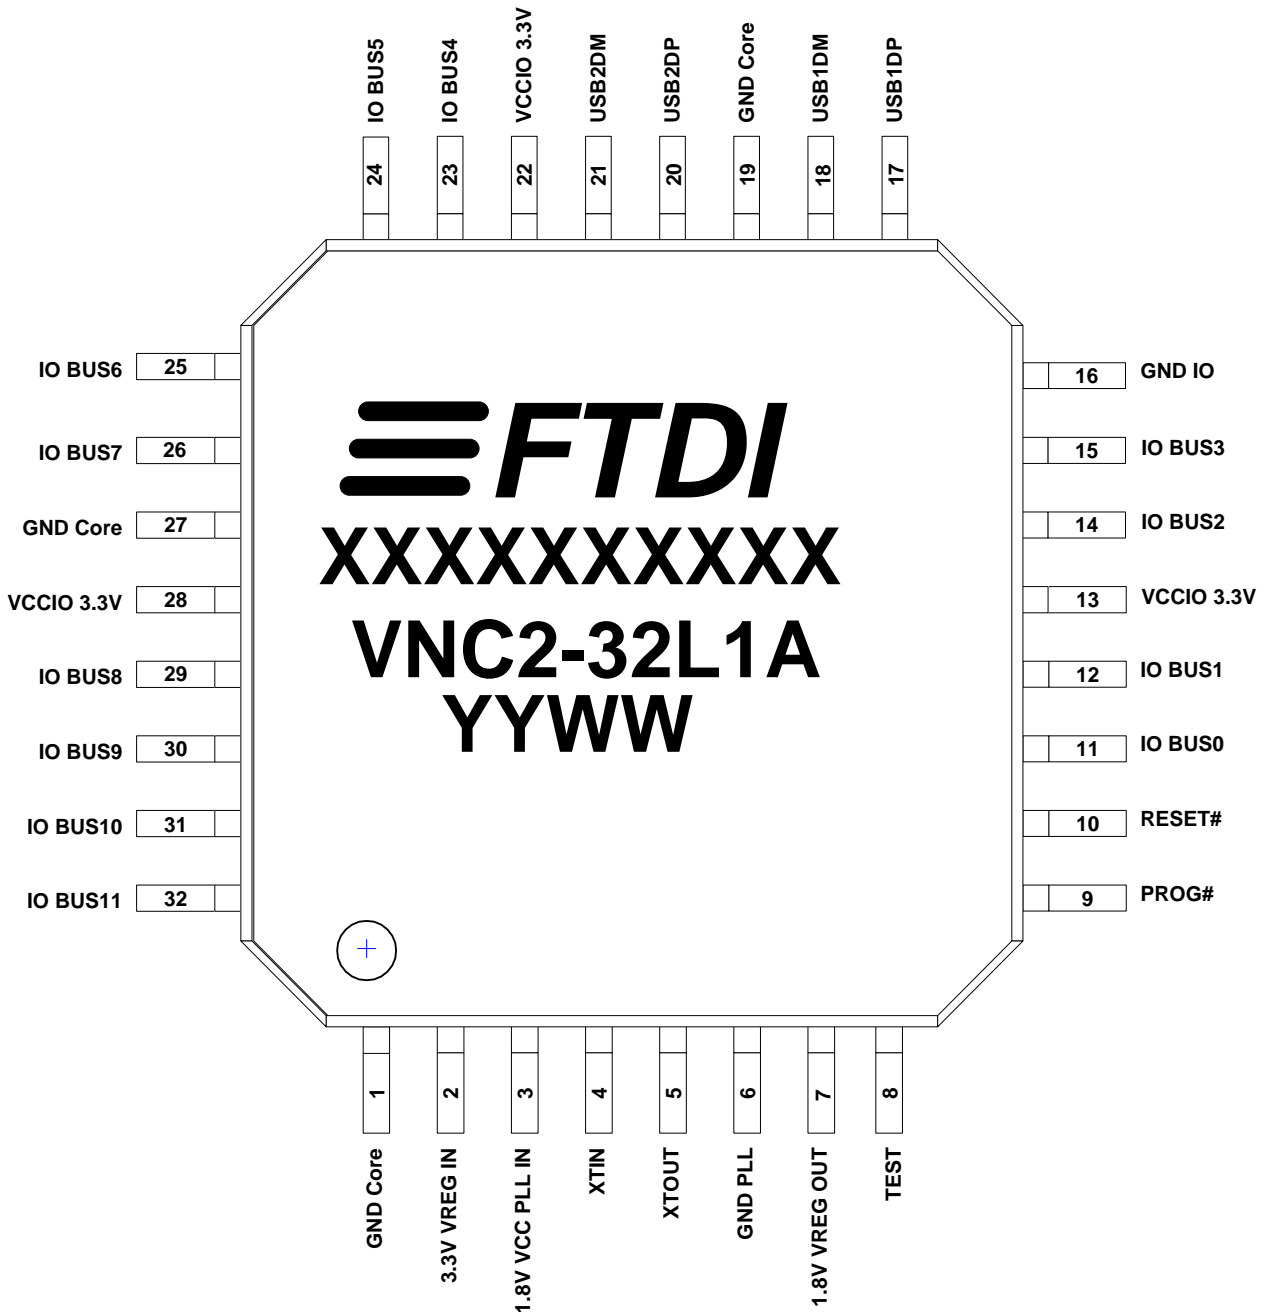 IO BUS5
IO BUS4
VCCIO 3.3V
USB2DM
USB2DP
GND Core
USB1DM
USB1DP
24
23
22
21
20
19
18
17
IO BUS6 25
IO BUS7 26
GND Core 27
VCCIO 3.3V 28
IO BUS8 29
IO BUS9 30
IO BUS10 31
IO BUS11 32
FTDI
XXXXXXXXXX
VNC2-32L1A
YYWW
16 GND IO
15 IO BUS3
14 IO BUS2
13 VCCIO 3.3V
12 IO BUS1
11 IO BUS0
10 RESET#
9 PROG#
1
2
3
4
5
6
7
8
GND Core
3.3V VREG IN
1.8V VCC PLL IN
XTIN
XTOUT
GND PLL
1.8V VREG OUT
TEST